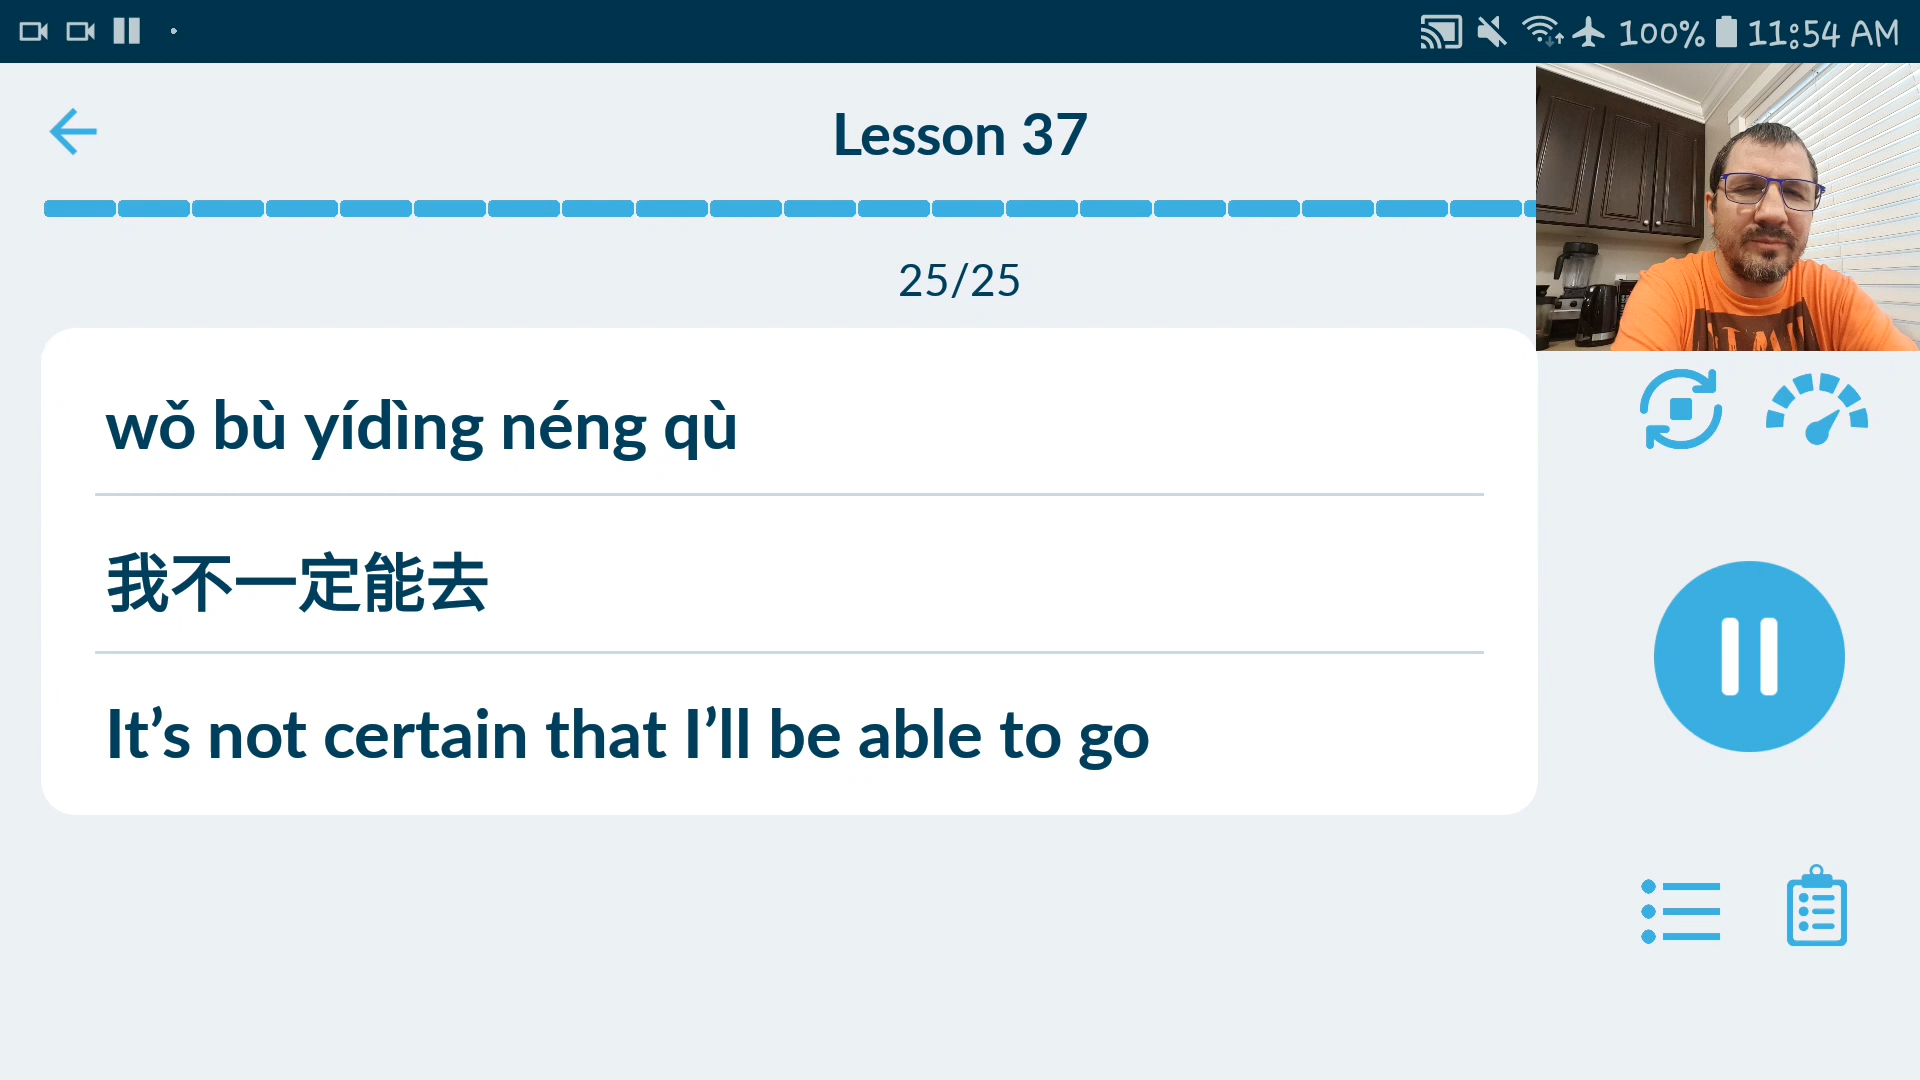 100% 11:54 AM
Lesson 37
25/25
wǒ bù yídìng néng qù
我不一定能去
It’s not certain that I’ll be able to go